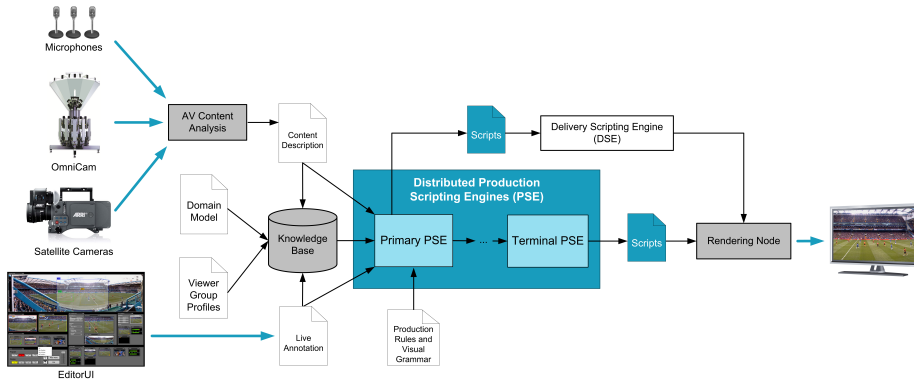 Microphones
OmniCam
Satellite Cameras
EditorUI
AV Content
Analysis
Content
Description
Domain
Model
Viewer
Group
Profiles
Knowledge
Base
Live
Annotation
Distributed Production
Scripting Engines (PSE)
Primary PSE
...
Terminal PSE
Production
Rules and
Visual
Grammar
Scripts
Delivery Scripting Engine
(DSE)
Scripts
Rendering Node